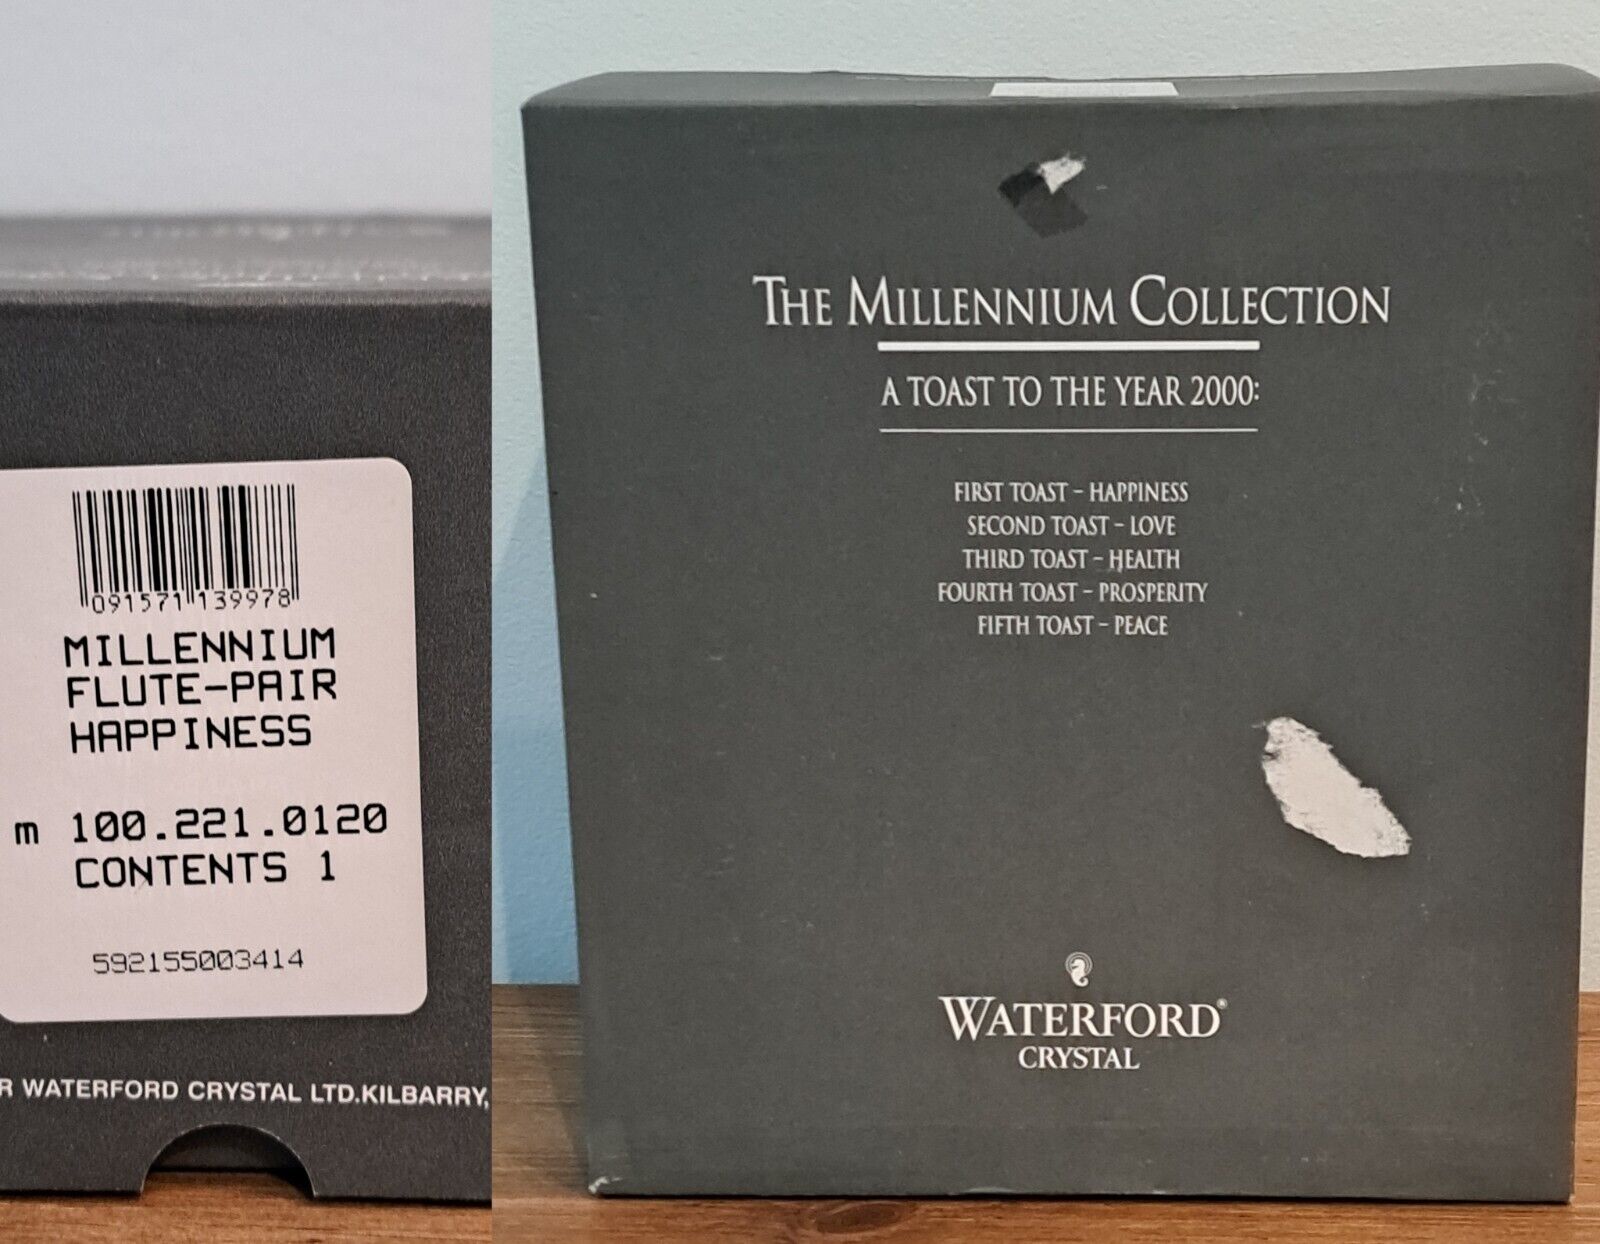 091571 139978
MILLENNIUM
FLUTE-PAIR
HAPPINESS
m 100.221.0120
CONTENTS 1
592155003414
R WATERFORD CRYSTAL LTD.KILBARRY,
THE MILLENNIUM COLLECTION
A TOAST TO THE YEAR 2000:
FIRST TOAST – HAPPINESS
SECOND TOAST – LOVE
THIRD TOAST – HEALTH
FOURTH TOAST – PROSPERITY
FIFTH TOAST – PEACE
WATERFORD®
CRYSTAL